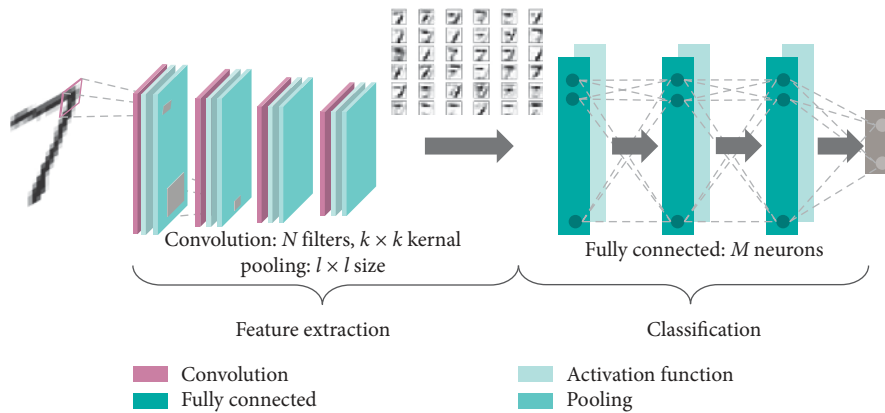 Convolution: N filters, k × k kernal
pooling: l × l size
Fully connected: M neurons
Feature extraction
Classification
Convolution
Fully connected
Activation function
Pooling